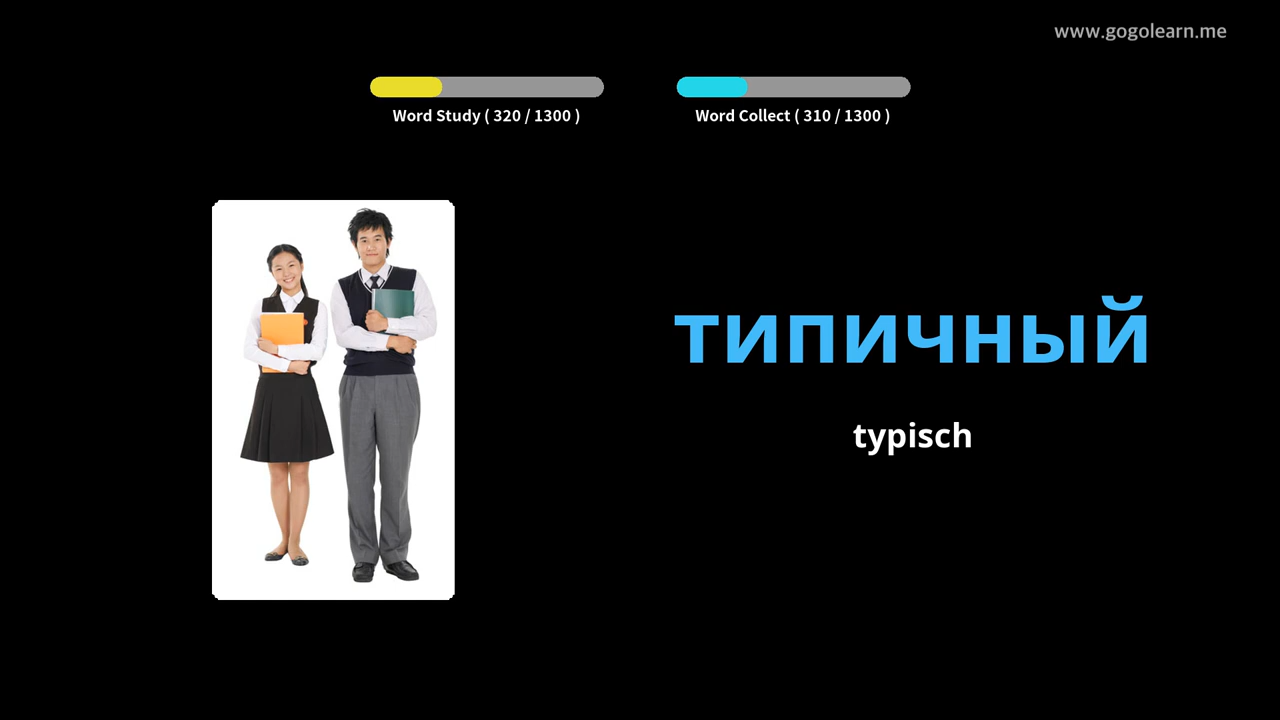 www.gogolearn.me
Word Study ( 320 / 1300 )
Word Collect ( 310 / 1300 )
типичный
typisch